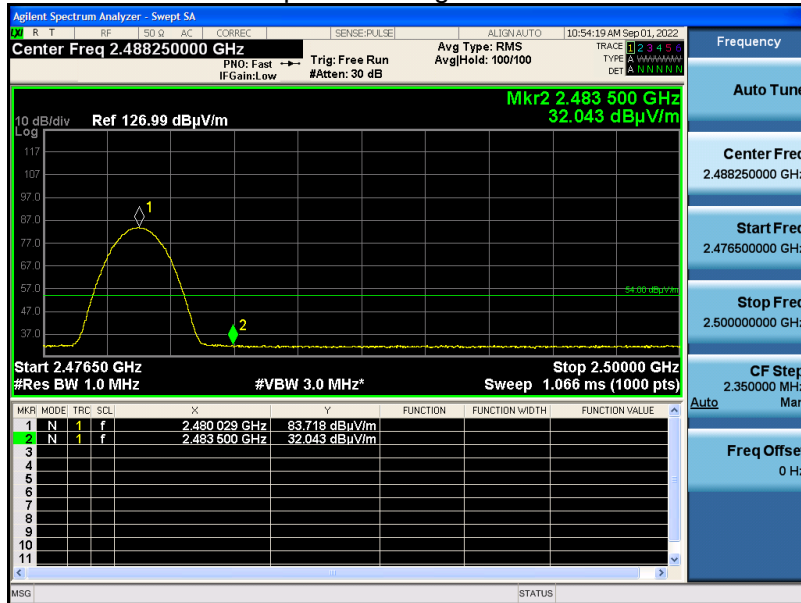 Agilent Spectrum Analyzer - Swept SA
LXI R T RF 50 Ω AC CORREC SENSE:PULSE ALIGN AUTO 10:54:19 AM Sep 01, 2022
Center Freq 2.488250000 GHz
PNO: Fast
IFGain:Low
Trig: Free Run
#Atten: 30 dB
Avg Type: RMS
Avg|Hold: 100/100
TRACE 1 2 3 4 5 6
TYPE A WWWWW
DET A N N N N N
Mkr2 2.483 500 GHz
32.043 dBµV/m
10 dB/div Ref 126.99 dBµV/m
Log
117
107
97.0
87.0
77.0
67.0
57.0
47.0
37.0
1
2
54.00 dBµV/m
Start 2.47650 GHz Stop 2.50000 GHz
#Res BW 1.0 MHz #VBW 3.0 MHz* Sweep 1.066 ms (1000 pts)
MKR MODE TRC SCL X Y FUNCTION FUNCTION WIDTH FUNCTION VALUE
1 N 1 f 2.480 029 GHz 83.718 dBµV/m
2 N 1 f 2.483 500 GHz 32.043 dBµV/m
3
4
5
6
7
8
9
10
11
MSG STATUS
Frequency
Auto Tune
Center Freq
2.488250000 GHz
Start Freq
2.476500000 GHz
Stop Freq
2.500000000 GHz
CF Step
2.350000 MHz
Auto Man
Freq Offset
0 Hz